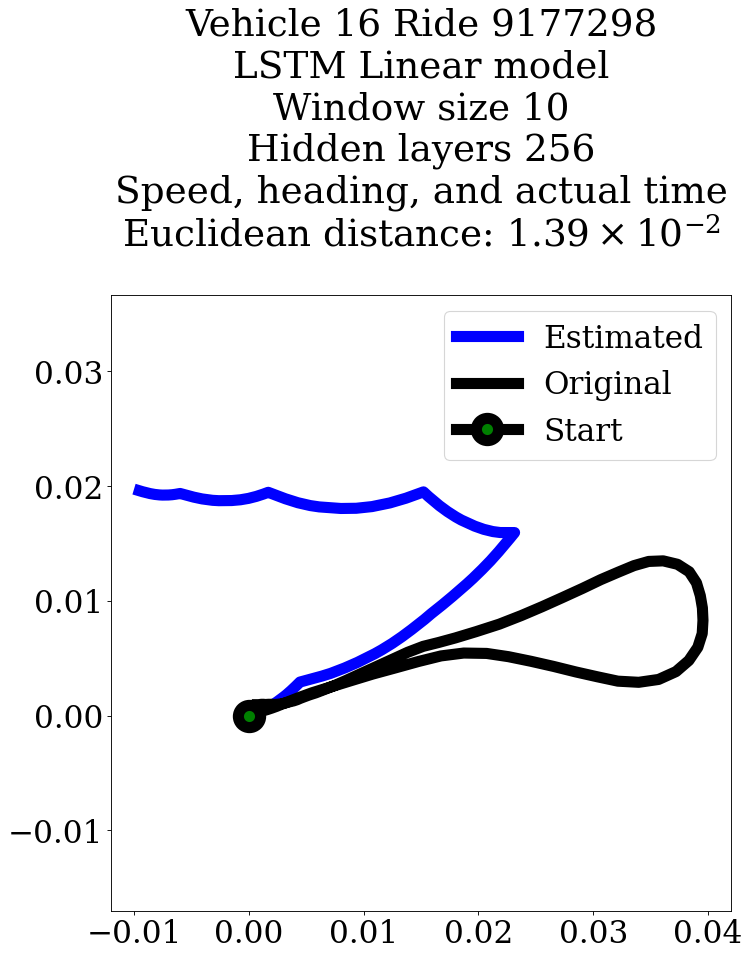 Vehicle 16 Ride 9177298
LSTM Linear model
Window size 10
Hidden layers 256
Speed, heading, and actual time
Euclidean distance: 1.39 × 10⁻²
Estimated
Original
Start
0.03
0.02
0.01
0.00
−0.01
−0.01 0.00 0.01 0.02 0.03 0.04